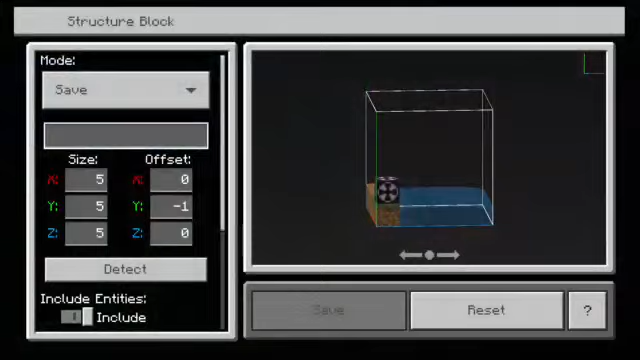 Structure Block
Mode:
Save
Size: Offset:
X: 5 X: 0
Y: 5 Y: -1
Z: 5 Z: 0
Detect
Include Entities:
Include
Save Reset ?